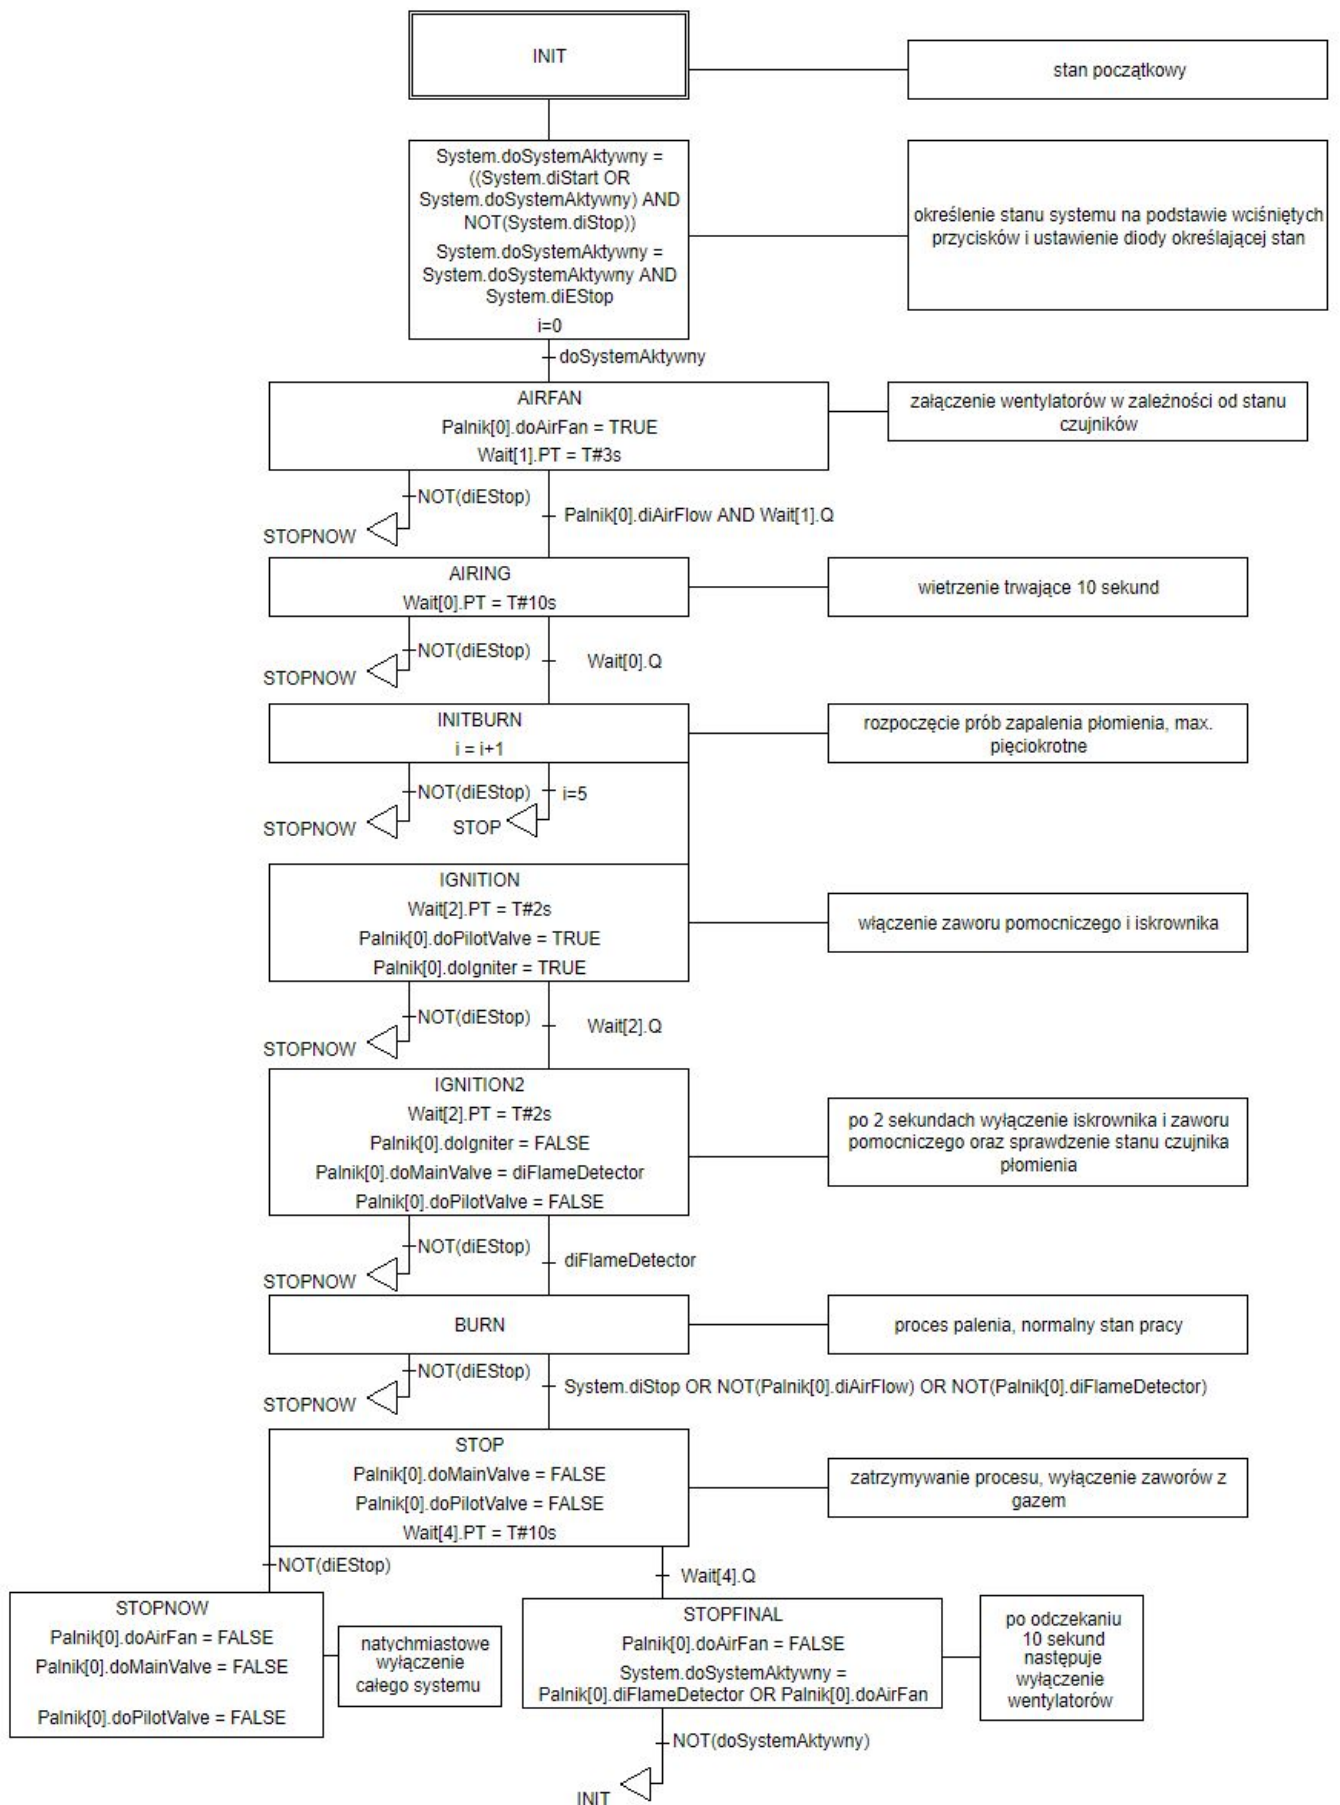 INIT
stan początkowy
System.doSystemAktywny =
((System.diStart OR
System.doSystemAktywny) AND
NOT(System.diStop))
System.doSystemAktywny =
System.doSystemAktywny AND
System.diEStop
i=0
określenie stanu systemu na podstawie wciśniętych
przycisków i ustawienie diody określającej stan
doSystemAktywny
AIRFAN
Palnik[0].doAirFan = TRUE
Wait[1].PT = T#3s
załączenie wentylatorów w zależności od stanu
czujników
NOT(diEStop)
STOPNOW
Palnik[0].diAirFlow AND Wait[1].Q
AIRING
Wait[0].PT = T#10s
wietrzenie trwające 10 sekund
NOT(diEStop)
STOPNOW
Wait[0].Q
INITBURN
i = i+1
rozpoczęcie prób zapalenia płomienia, max.
pięciokrotne
NOT(diEStop)
STOPNOW
i=5
STOP
IGNITION
Wait[2].PT = T#2s
Palnik[0].doPilotValve = TRUE
Palnik[0].doIgniter = TRUE
włączenie zaworu pomocniczego i iskrownika
NOT(diEStop)
STOPNOW
Wait[2].Q
IGNITION2
Wait[2].PT = T#2s
Palnik[0].doIgniter = FALSE
Palnik[0].doMainValve = diFlameDetector
Palnik[0].doPilotValve = FALSE
po 2 sekundach wyłączenie iskrownika i zaworu
pomocniczego oraz sprawdzenie stanu czujnika
płomienia
NOT(diEStop)
STOPNOW
diFlameDetector
BURN
proces palenia, normalny stan pracy
NOT(diEStop)
STOPNOW
System.diStop OR NOT(Palnik[0].diAirFlow) OR NOT(Palnik[0].diFlameDetector)
STOP
Palnik[0].doMainValve = FALSE
Palnik[0].doPilotValve = FALSE
Wait[4].PT = T#10s
zatrzymywanie procesu, wyłączenie zaworów z
gazem
NOT(diEStop)
Wait[4].Q
STOPNOW
Palnik[0].doAirFan = FALSE
Palnik[0].doMainValve = FALSE
Palnik[0].doPilotValve = FALSE
natychmiastowe
wyłączenie
całego systemu
STOPFINAL
Palnik[0].doAirFan = FALSE
System.doSystemAktywny =
Palnik[0].diFlameDetector OR Palnik[0].doAirFan
po odczekaniu
10 sekund
następuje
wyłączenie
wentylatorów
NOT(doSystemAktywny)
INIT